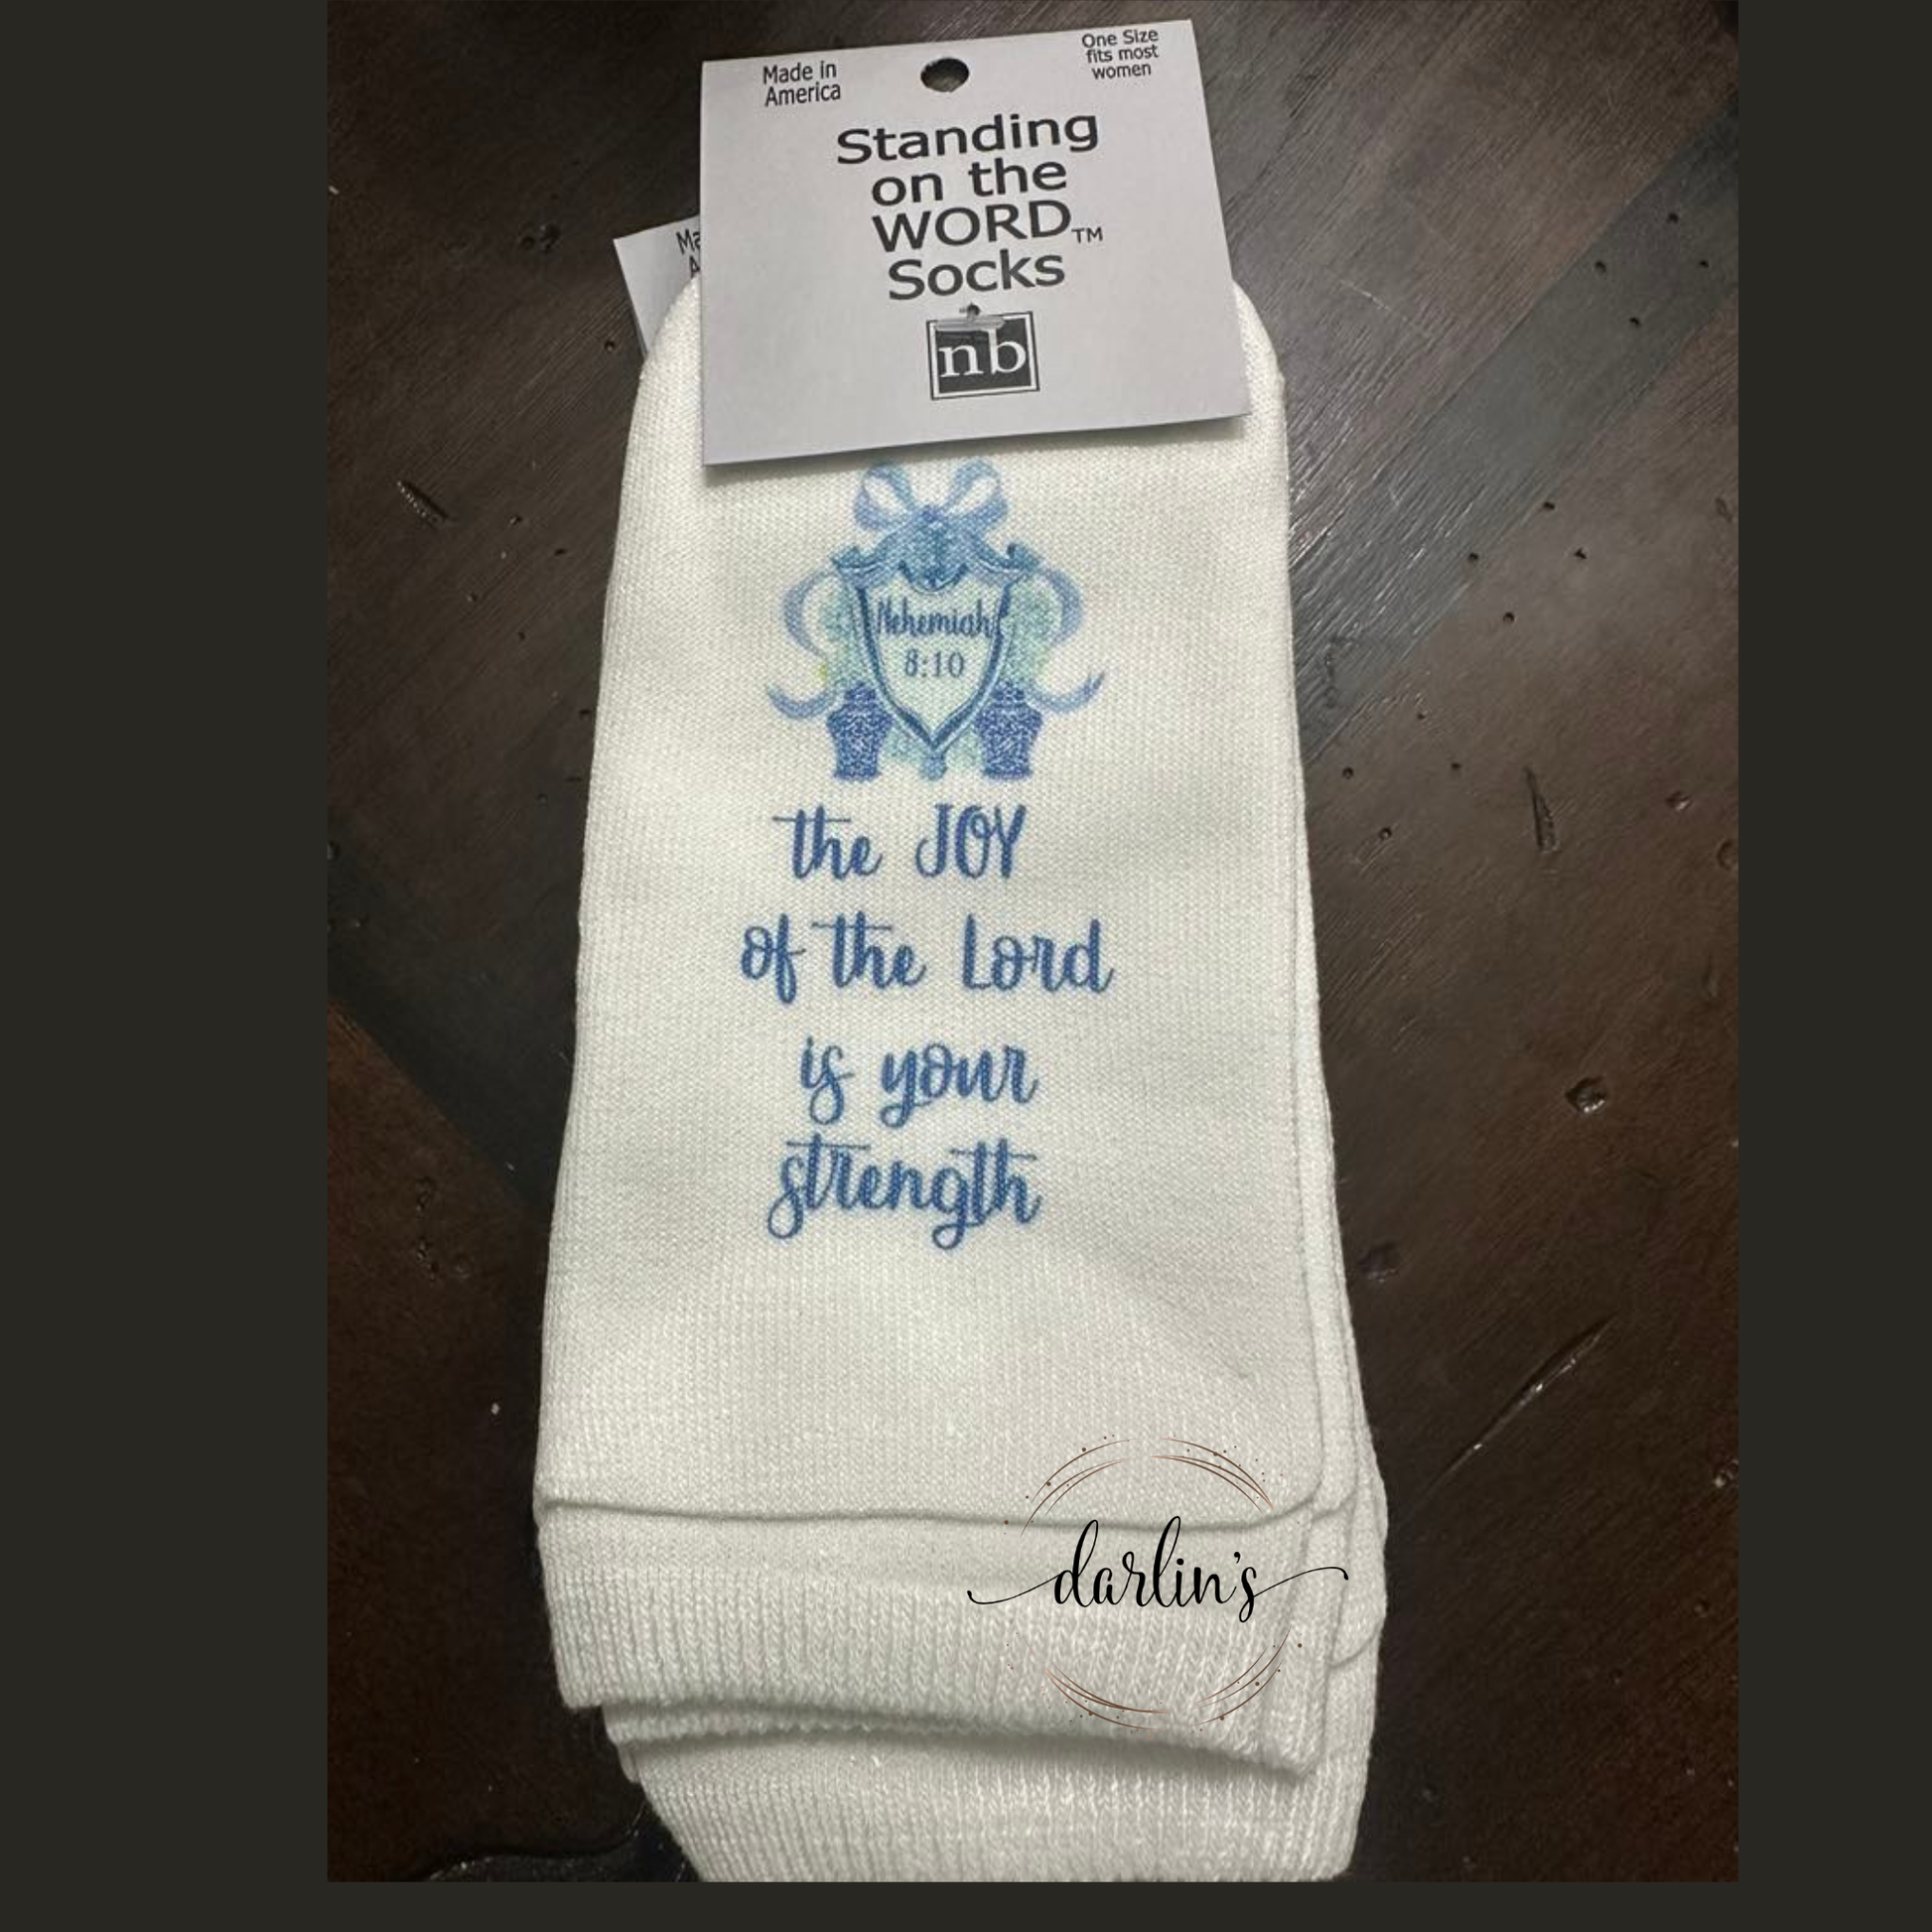 Made in
America
One Size
fits most
women
Standing
on the
WORD™
Socks
nb
Nehemiah
8:10
the JOY
of the Lord
is your
strength
darlin's